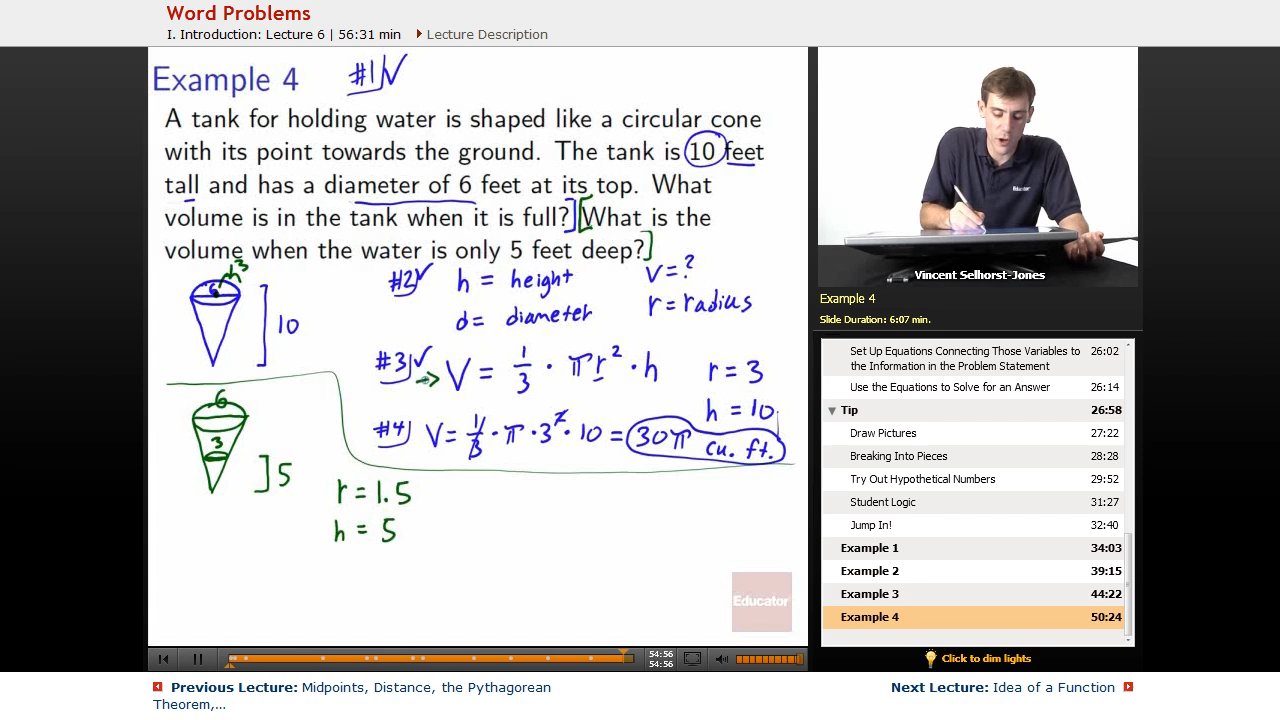 Word Problems
I. Introduction: Lecture 6 | 56:31 min
Lecture Description
Example 4
#1)✓
A tank for holding water is shaped like a circular cone
with its point towards the ground. The tank is 10 feet
tall and has a diameter of 6 feet at its top. What
volume is in the tank when it is full?][What is the
volume when the water is only 5 feet deep?]
3
6
10
#2✓
h = height
V = ?
d = diameter
r = radius
#3)✓
V = 1/3 · πr² · h
r = 3
h = 10
#4)
V = 1/3 · π · 3² · 10 = 30π cu. ft.
6
3
5
r = 1.5
h = 5
Educator
Educator
Vincent Selhorst-Jones
Example 4
Slide Duration: 6:07 min.
Set Up Equations Connecting Those Variables to 26:02
the Information in the Problem Statement
Use the Equations to Solve for an Answer 26:14
Tip 26:58
Draw Pictures 27:22
Breaking Into Pieces 28:28
Try Out Hypothetical Numbers 29:52
Student Logic 31:27
Jump In! 32:40
Example 1 34:03
Example 2 39:15
Example 3 44:22
Example 4 50:24
54:56
54:56
Click to dim lights
Previous Lecture: Midpoints, Distance, the Pythagorean
Theorem,...
Next Lecture: Idea of a Function